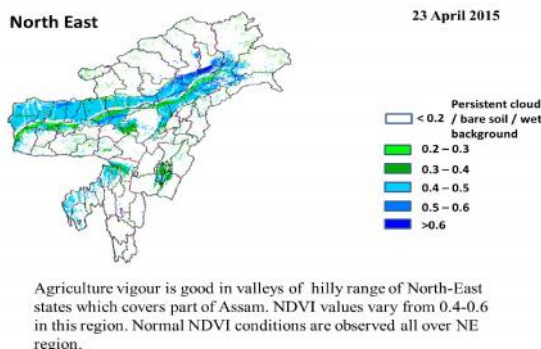 North East
23 April 2015
Persistent cloud
< 0.2 / bare soil / wet
background
0.2 – 0.3
0.3 – 0.4
0.4 – 0.5
0.5 – 0.6
>0.6
Agriculture vigour is good in valleys of hilly range of North-East
states which covers part of Assam. NDVI values vary from 0.4-0.6
in this region. Normal NDVI conditions are observed all over NE
region.